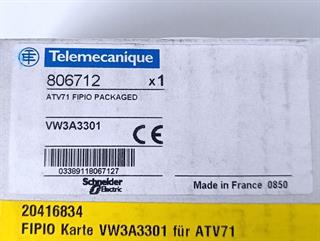 Telemecanique
806712 x1
ATV71 FIPIO PACKAGED
VW3A3301
CE
03389118067127
Schneider
Electric
Made in France 0850
20416834
FIPIO Karte VW3A3301 für ATV71